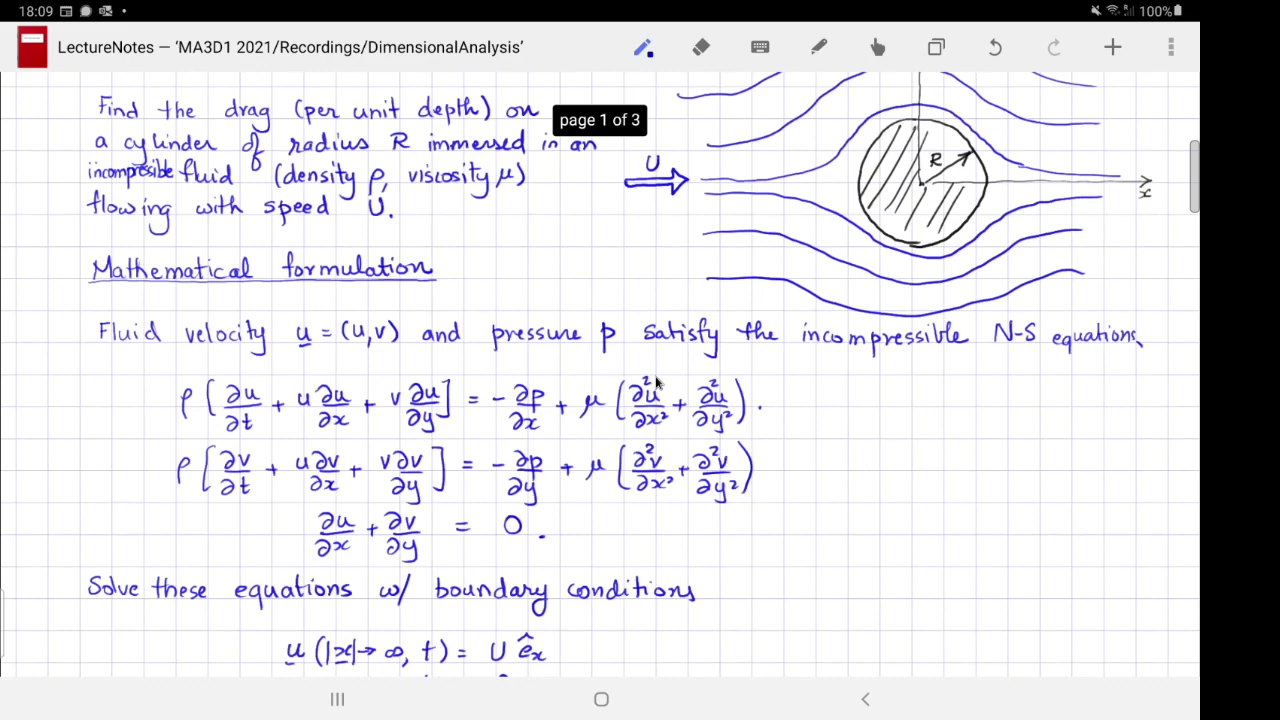 18:09
100%
LectureNotes — ‘MA3D1 2021/Recordings/DimensionalAnalysis’
page 1 of 3
Find the drag (per unit depth) on
a cylinder of radius R immersed in an
incompressible fluid (density ρ, viscosity μ)
flowing with speed U.
U
R
x
Mathematical formulation
Fluid velocity u = (u,v) and pressure p satisfy the incompressible N-S equations,
ρ [∂u/∂t + u ∂u/∂x + v ∂u/∂y] = - ∂p/∂x + μ (∂²u/∂x² + ∂²u/∂y²).
ρ [∂v/∂t + u ∂v/∂x + v ∂v/∂y] = - ∂p/∂y + μ (∂²v/∂x² + ∂²v/∂y²)
∂u/∂x + ∂v/∂y = 0.
Solve these equations w/ boundary conditions
u (|x|→ ∞, t) = U êx